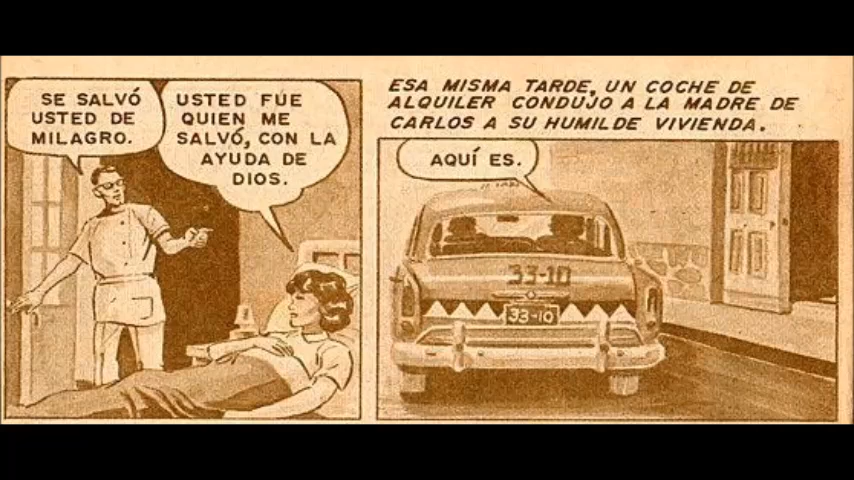 SE SALVÓ
USTED DE
MILAGRO.
USTED FUE
QUIEN ME
SALVÓ, CON LA
AYUDA DE
DIOS.
ESA MISMA TARDE, UN COCHE DE
ALQUILER CONDUJO A LA MADRE DE
CARLOS A SU HUMILDE VIVIENDA.
AQUÍ ES.
33-10
33-10